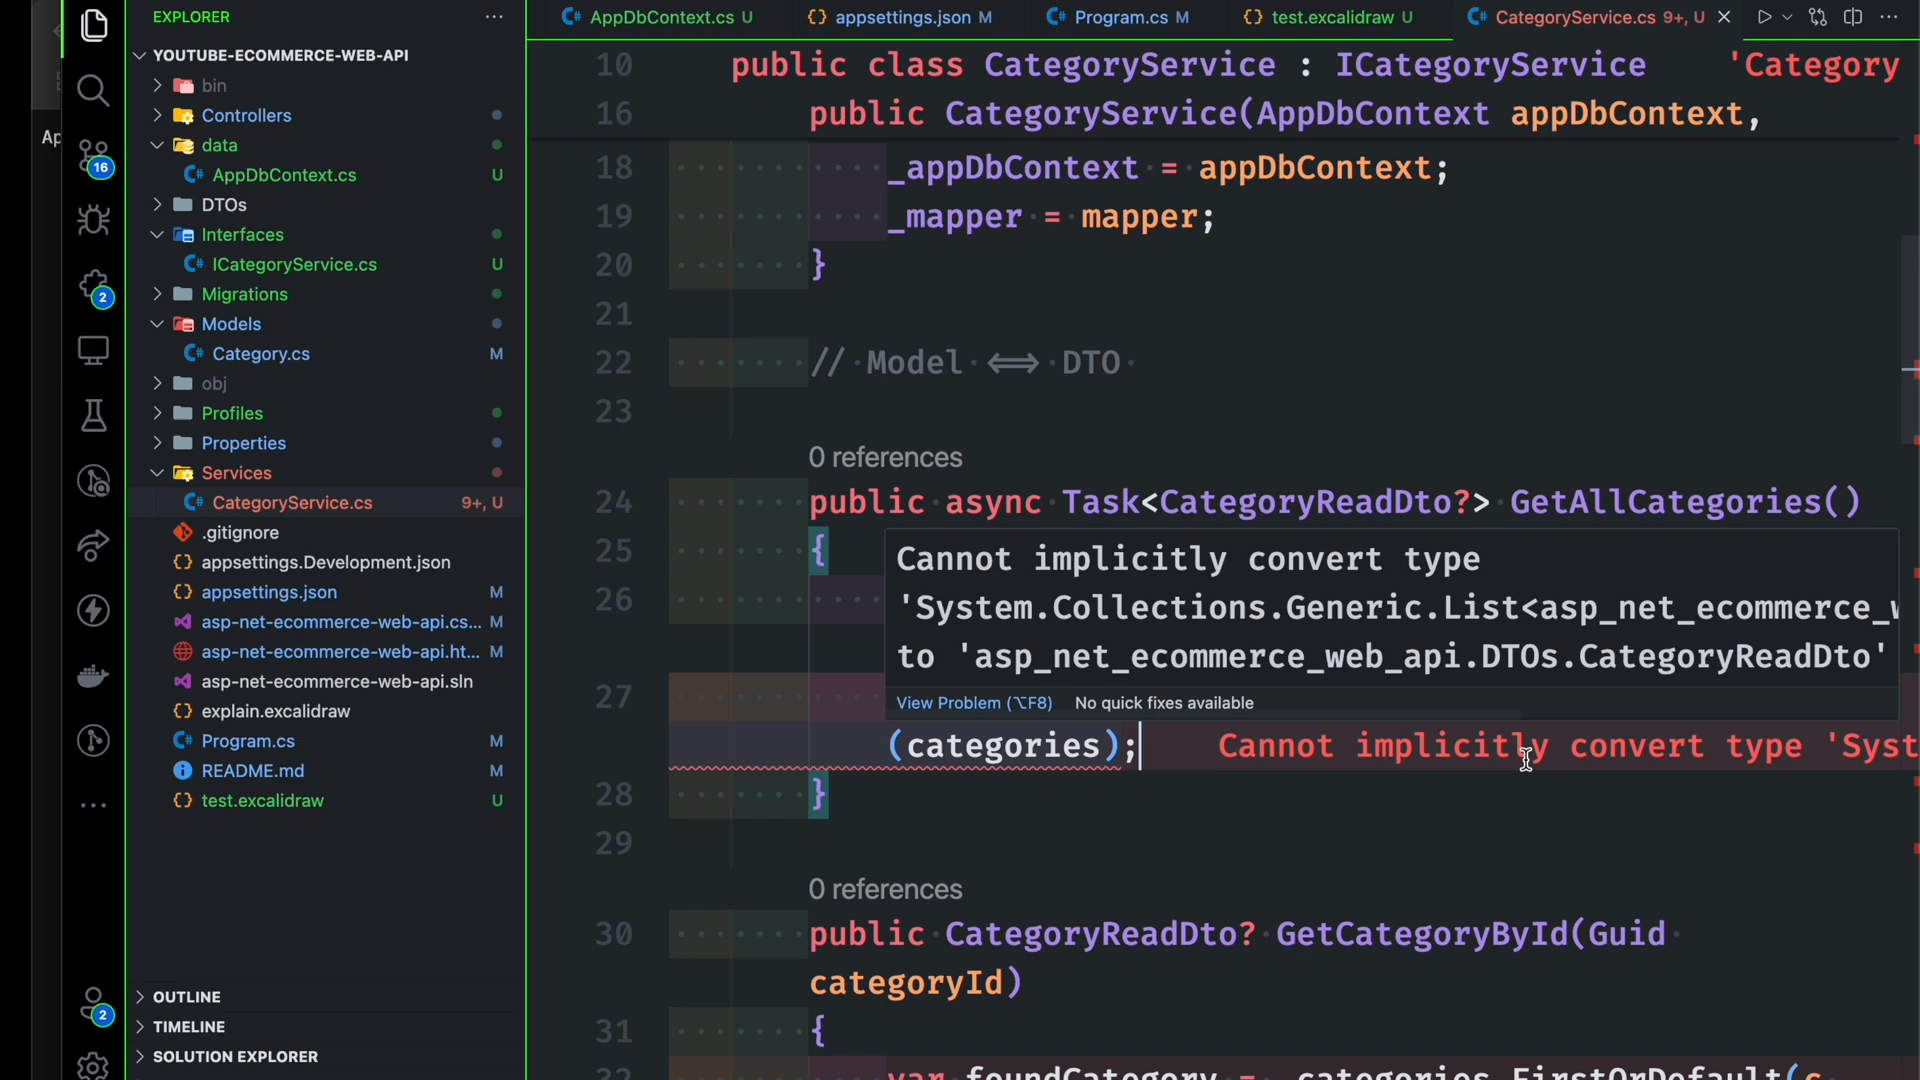 EXPLORER
YOUTUBE-ECOMMERCE-WEB-API
bin
Controllers
data
AppDbContext.cs U
DTOs
Interfaces
ICategoryService.cs U
Migrations
Models
Category.cs M
obj
Profiles
Properties
Services
CategoryService.cs 9+, U
.gitignore
appsettings.Development.json
appsettings.json M
asp-net-ecommerce-web-api.cs... M
asp-net-ecommerce-web-api.ht... M
asp-net-ecommerce-web-api.sln
explain.excalidraw
Program.cs M
README.md M
test.excalidraw U
OUTLINE
TIMELINE
SOLUTION EXPLORER
Ap
16
2
2
AppDbContext.cs U
appsettings.json M
Program.cs M
test.excalidraw U
CategoryService.cs 9+, U
10 public class CategoryService : ICategoryService 'Category
16 public CategoryService(AppDbContext appDbContext,
18 _appDbContext = appDbContext;
19 _mapper = mapper;
20 }
21
22 // Model <=> DTO
23
0 references
24 public async Task<CategoryReadDto?> GetAllCategories()
25 {
26
Cannot implicitly convert type
'System.Collections.Generic.List<asp_net_ecommerce_w
to 'asp_net_ecommerce_web_api.DTOs.CategoryReadDto'
View Problem (⌥F8) No quick fixes available
27
(categories); Cannot implicitly convert type 'Syst
28 }
29
0 references
30 public CategoryReadDto? GetCategoryById(Guid
categoryId)
31 {
32 var foundCategory = _categories.FirstOrDefault(c